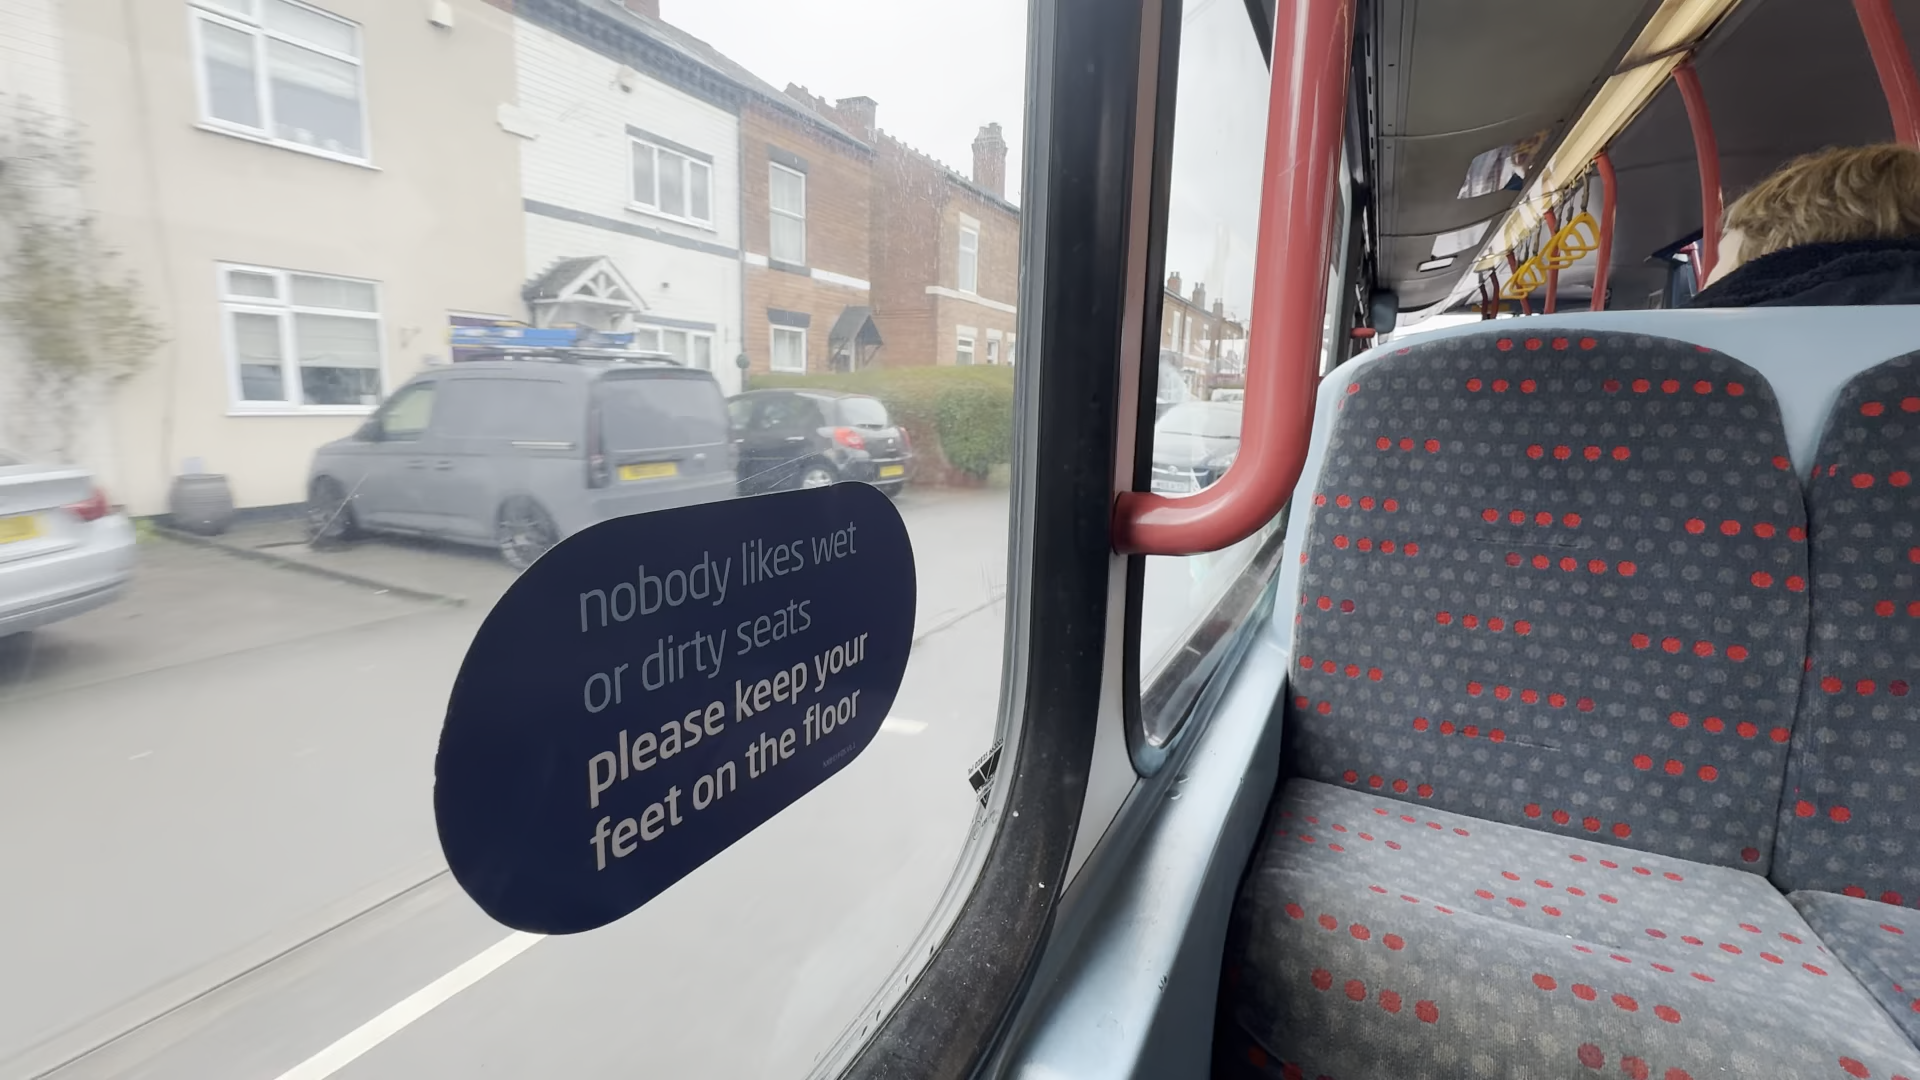 nobody likes wet
or dirty seats
please keep your
feet on the floor